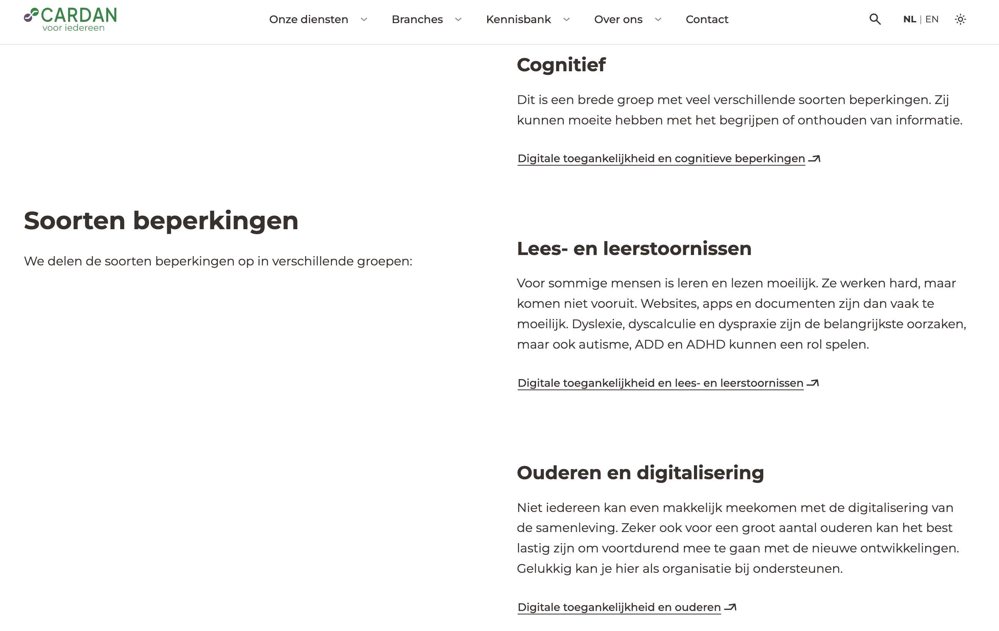 CARDAN
voor iedereen
Onze diensten
Branches
Kennisbank
Over ons
Contact
NL | EN
Soorten beperkingen
We delen de soorten beperkingen op in verschillende groepen:
Cognitief
Dit is een brede groep met veel verschillende soorten beperkingen. Zij
kunnen moeite hebben met het begrijpen of onthouden van informatie.
Digitale toegankelijkheid en cognitieve beperkingen
Lees- en leerstoornissen
Voor sommige mensen is leren en lezen moeilijk. Ze werken hard, maar
komen niet vooruit. Websites, apps en documenten zijn dan vaak te
moeilijk. Dyslexie, dyscalculie en dyspraxie zijn de belangrijkste oorzaken,
maar ook autisme, ADD en ADHD kunnen een rol spelen.
Digitale toegankelijkheid en lees- en leerstoornissen
Ouderen en digitalisering
Niet iedereen kan even makkelijk meekomen met de digitalisering van
de samenleving. Zeker ook voor een groot aantal ouderen kan het best
lastig zijn om voortdurend mee te gaan met de nieuwe ontwikkelingen.
Gelukkig kan je hier als organisatie bij ondersteunen.
Digitale toegankelijkheid en ouderen